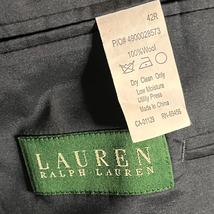 42R
P/O# 4900028573
100%Wool
Dry Clean Only
Low Moisture
Utility Press
Made in China
CA-01129 RN-69456
LAUREN
RALPH LAUREN